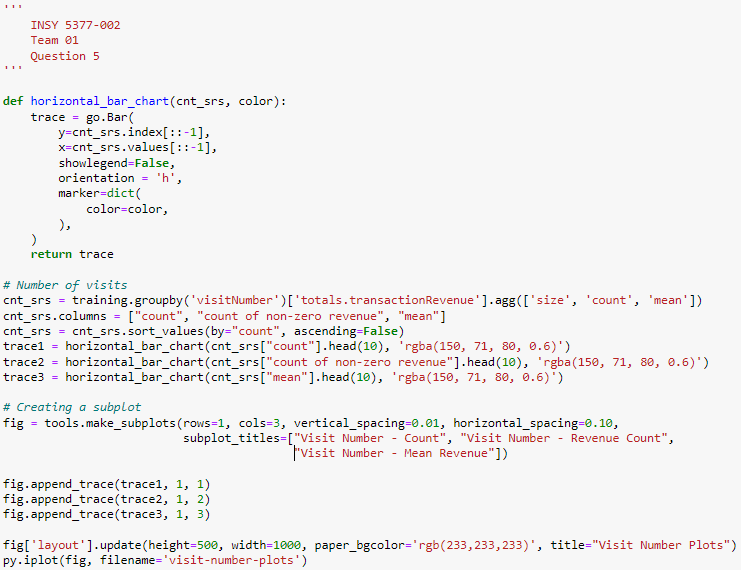 '''
    INSY 5377-002
    Team 01
    Question 5
'''

def horizontal_bar_chart(cnt_srs, color):
    trace = go.Bar(
        y=cnt_srs.index[::-1],
        x=cnt_srs.values[::-1],
        showlegend=False,
        orientation = 'h',
        marker=dict(
            color=color,
        ),
    )
    return trace

# Number of visits
cnt_srs = training.groupby('visitNumber')['totals.transactionRevenue'].agg(['size', 'count', 'mean'])
cnt_srs.columns = ["count", "count of non-zero revenue", "mean"]
cnt_srs = cnt_srs.sort_values(by="count", ascending=False)
trace1 = horizontal_bar_chart(cnt_srs["count"].head(10), 'rgba(150, 71, 80, 0.6)')
trace2 = horizontal_bar_chart(cnt_srs["count of non-zero revenue"].head(10), 'rgba(150, 71, 80, 0.6)')
trace3 = horizontal_bar_chart(cnt_srs["mean"].head(10), 'rgba(150, 71, 80, 0.6)')

# Creating a subplot
fig = tools.make_subplots(rows=1, cols=3, vertical_spacing=0.01, horizontal_spacing=0.10,
                          subplot_titles=["Visit Number - Count", "Visit Number - Revenue Count",
                                          "Visit Number - Mean Revenue"])

fig.append_trace(trace1, 1, 1)
fig.append_trace(trace2, 1, 2)
fig.append_trace(trace3, 1, 3)

fig['layout'].update(height=500, width=1000, paper_bgcolor='rgb(233,233,233)', title="Visit Number Plots")
py.iplot(fig, filename='visit-number-plots')